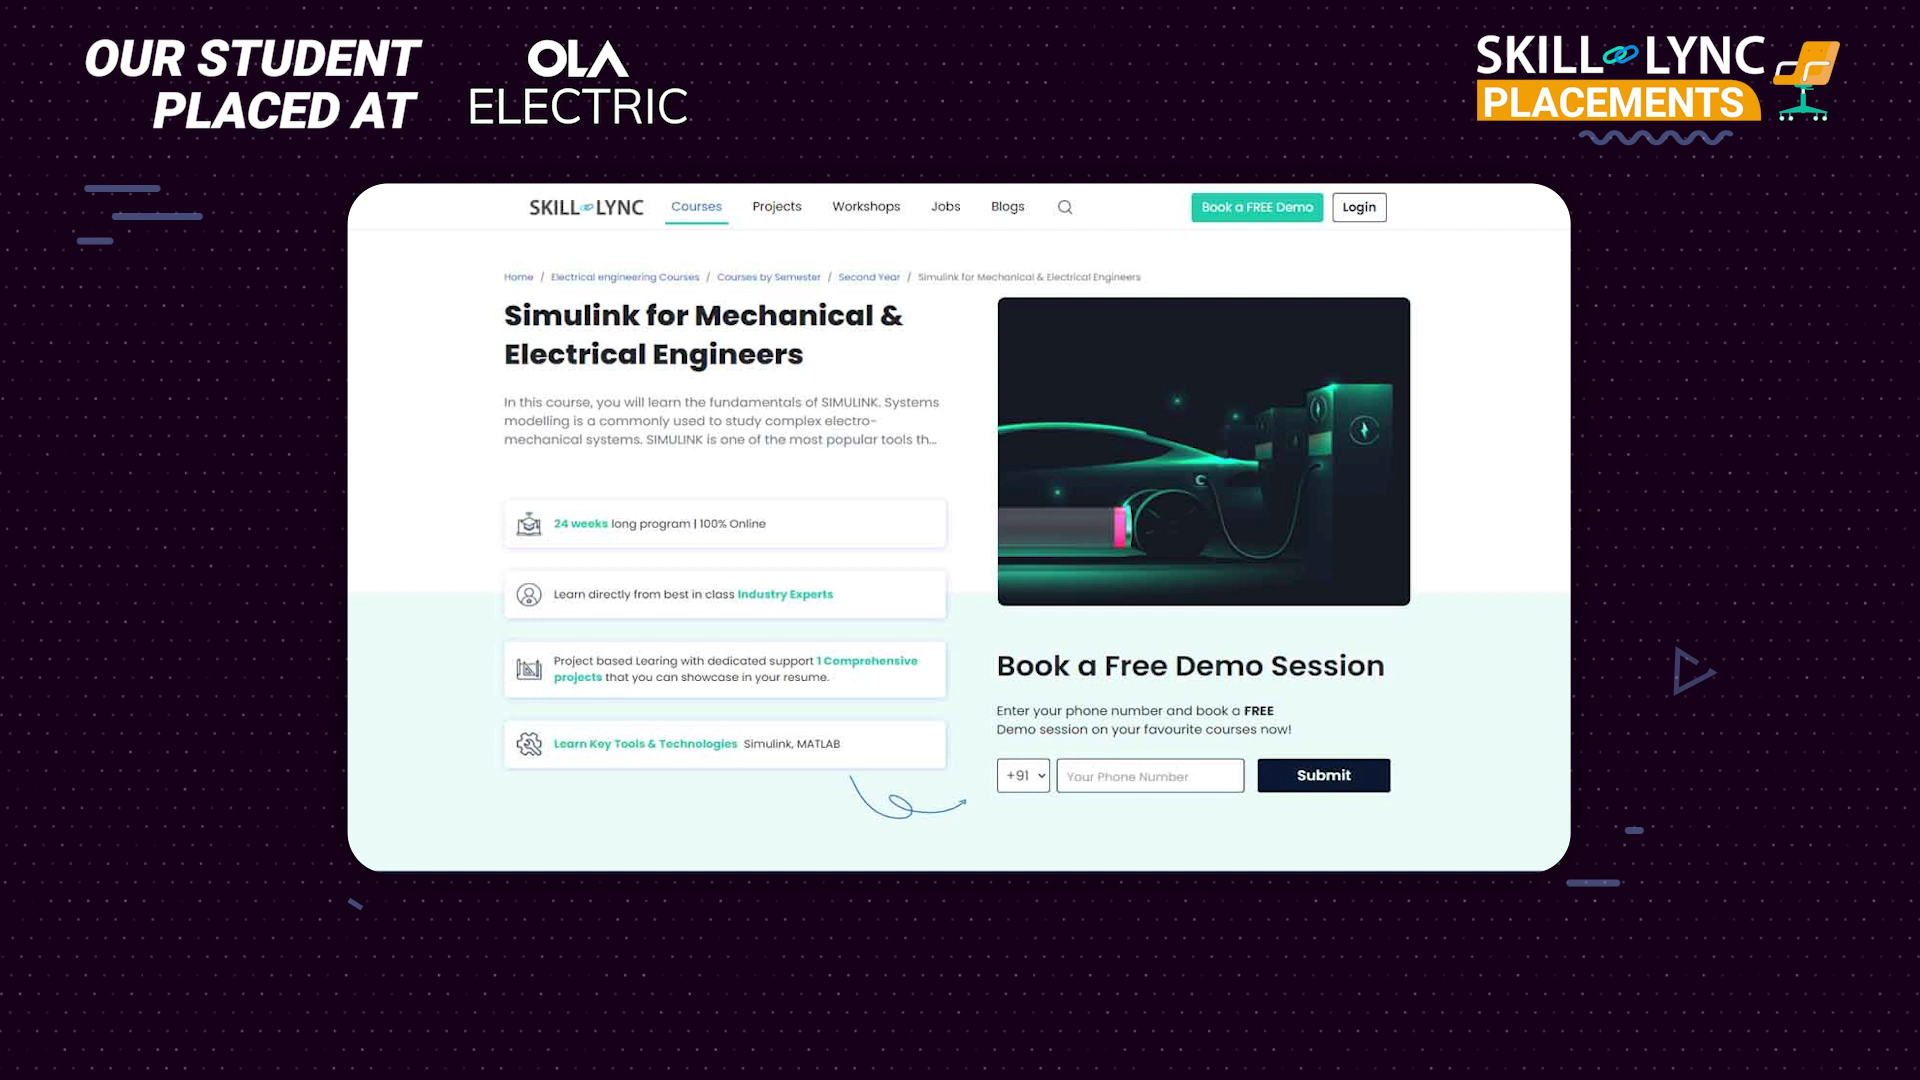 OUR STUDENT
PLACED AT
OLA
ELECTRIC
SKILL LYNC
PLACEMENTS
SKILL LYNC
Courses
Projects
Workshops
Jobs
Blogs
Book a FREE Demo
Login
Home / Electrical engineering Courses / Courses by Semester / Second Year / Simulink for Mechanical & Electrical Engineers
Simulink for Mechanical &
Electrical Engineers
In this course, you will learn the fundamentals of SIMULINK. Systems
modelling is a commonly used to study complex electro-
mechanical systems. SIMULINK is one of the most popular tools th...
24 weeks long program | 100% Online
Learn directly from best in class Industry Experts
Project based Learing with dedicated support 1 Comprehensive
projects that you can showcase in your resume.
Learn Key Tools & Technologies Simulink, MATLAB
Book a Free Demo Session
Enter your phone number and book a FREE
Demo session on your favourite courses now!
+91
Your Phone Number
Submit